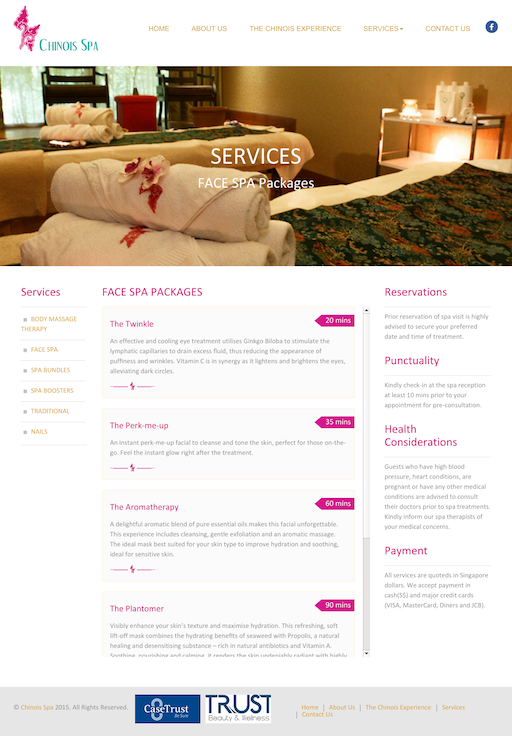 CHINOIS SPA
HOME
ABOUT US
THE CHINOIS EXPERIENCE
SERVICES
CONTACT US
SERVICES
FACE SPA Packages
Services
BODY MASSAGE
THERAPY
FACE SPA
SPA BUNDLES
SPA BOOSTERS
TRADITIONAL
NAILS
FACE SPA PACKAGES
20 mins
The Twinkle
An effective and cooling eye treatment utilises Ginkgo Biloba to stimulate the
lymphatic capillaries to drain excess fluid, thus reducing the appearance of
puffiness and wrinkles. Vitamin C is in synergy as it lightens and brightens the eyes,
alleviating dark circles.
35 mins
The Perk-me-up
An instant perk-me-up facial to cleanse and tone the skin, perfect for those on-the-
go. Feel the instant glow right after the treatment.
60 mins
The Aromatherapy
A delightful aromatic blend of pure essential oils makes this facial unforgettable.
This experience includes cleansing, gentle exfoliation and an aromatic massage.
The ideal mask best suited for your skin type to improve hydration and soothing,
ideal for sensitive skin.
90 mins
The Plantomer
Visibly enhance your skin's texture and maximise hydration. This refreshing, soft
lift-off mask combines the hydrating benefits of seaweed with Propolis, a natural
healing and desensitising substance – rich in natural antibiotics and Vitamin A.
Soothing, nourishing and calming, it renders the skin undeniably radiant with highly
Reservations
Prior reservation of spa visit is highly
advised to secure your preferred
date and time of treatment.
Punctuality
Kindly check-in at the spa reception
at least 10 mins prior to your
appointment for pre-consultation.
Health
Considerations
Guests who have high blood
pressure, heart conditions, are
pregnant or have any other medical
conditions are advised to consult
their doctors prior to spa treatments.
Kindly inform our spa therapists of
your medical concerns.
Payment
All services are quoteds in Singapore
dollars. We accept payment in
cash(S$) and major credit cards
(VISA, MasterCard, Diners and JCB).
© Chinois Spa 2015. All Rights Reserved.
CaseTrust
Be Sure
TRUST
Beauty & Wellness
Home | About Us | The Chinois Experience | Services
| Contact Us